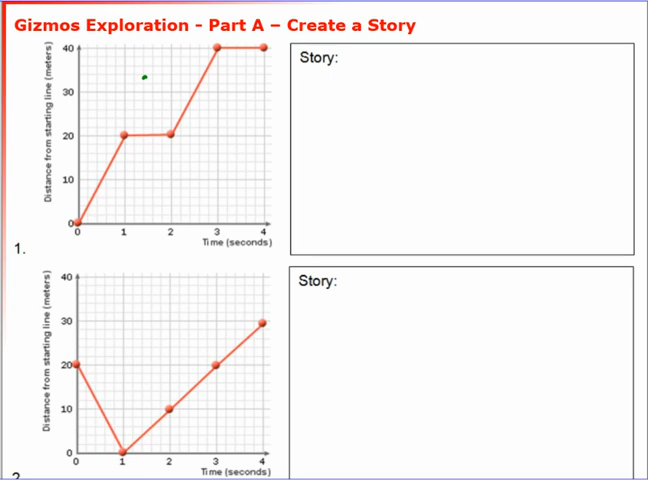 Gizmos Exploration - Part A – Create a Story
Distance from starting line (meters)
40
30
20
10
0
0 1 2 3 4
Time (seconds)
Story:
1.
Distance from starting line (meters)
40
30
20
10
0
0 1 2 3 4
Time (seconds)
Story:
2